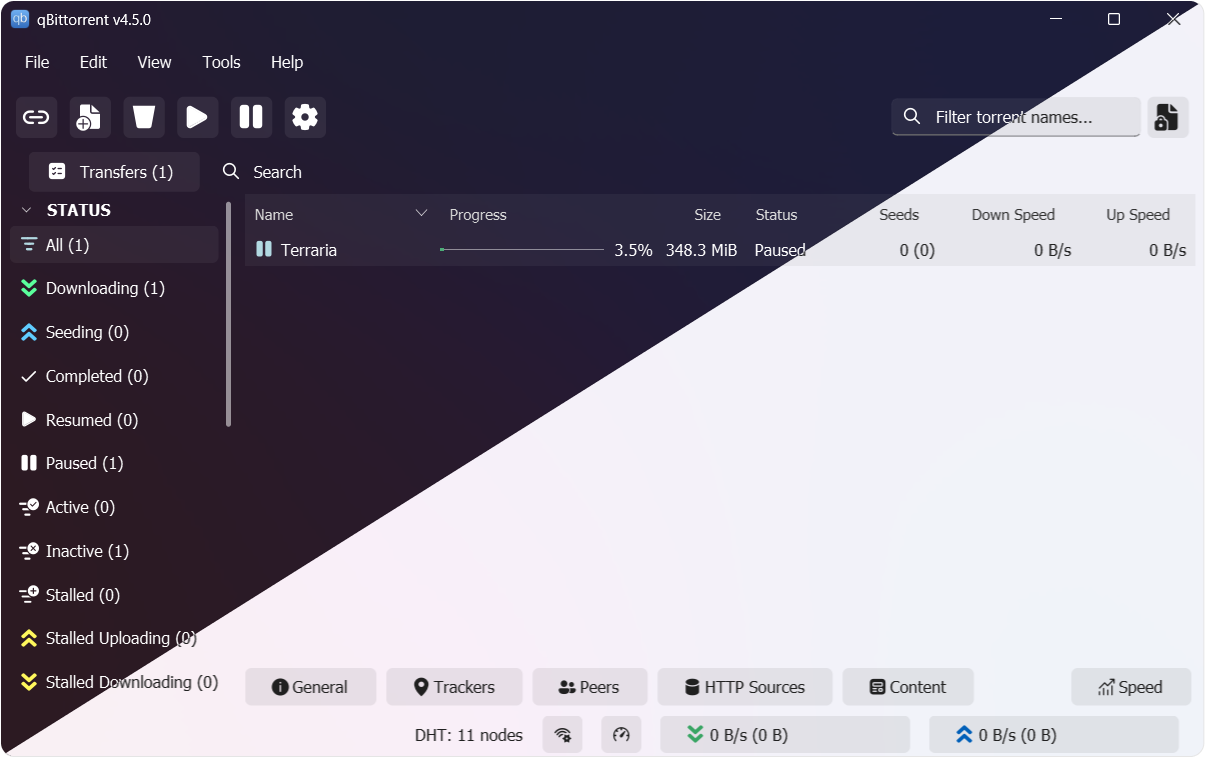 qb qBittorrent v4.5.0
File Edit View Tools Help
Filter torrent names...
Transfers (1) Search
STATUS
Name Progress Size Status Seeds Down Speed Up Speed
All (1)
Terraria 3.5% 348.3 MiB Paused 0 (0) 0 B/s 0 B/s
Downloading (1)
Seeding (0)
Completed (0)
Resumed (0)
Paused (1)
Active (0)
Inactive (1)
Stalled (0)
Stalled Uploading (0)
Stalled Downloading (0)
General Trackers Peers HTTP Sources Content Speed
DHT: 11 nodes 0 B/s (0 B) 0 B/s (0 B)